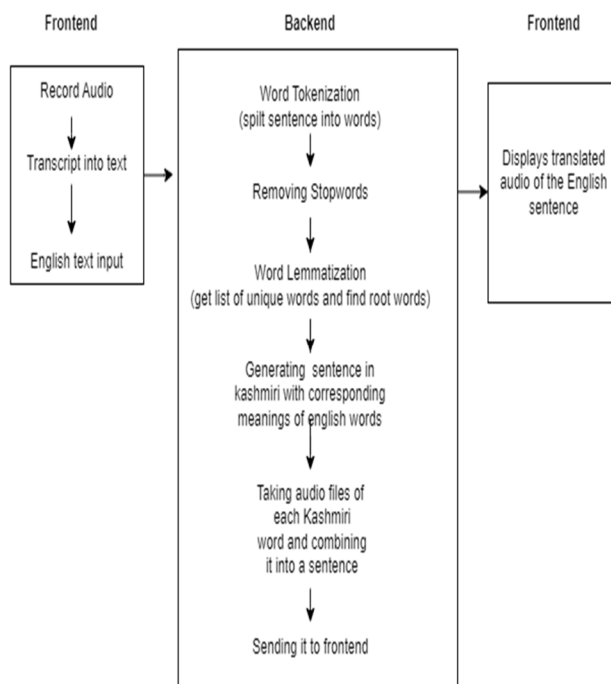 Frontend
Record Audio
Transcript into text
English text input
Backend
Word Tokenization
(spilt sentence into words)
Removing Stopwords
Word Lemmatization
(get list of unique words and find root words)
Generating sentence in
kashmiri with corresponding
meanings of english words
Taking audio files of
each Kashmiri
word and combining
it into a sentence
Sending it to frontend
Frontend
Displays translated
audio of the English
sentence